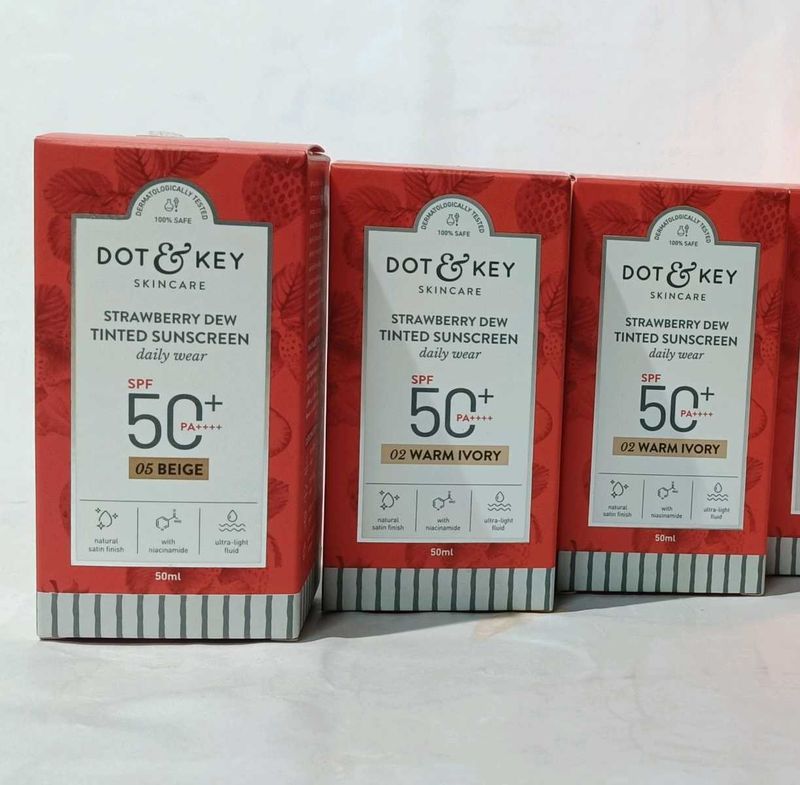 DERMATOLOGICALLY TESTED
100% SAFE
DOT & KEY
SKINCARE
STRAWBERRY DEW
TINTED SUNSCREEN
daily wear
SPF
50+
PA++++
05 BEIGE
natural
satin finish
with
niacinamide
ultra-light
fluid
50ml
DERMATOLOGICALLY TESTED
100% SAFE
DOT & KEY
SKINCARE
STRAWBERRY DEW
TINTED SUNSCREEN
daily wear
SPF
50+
PA++++
02 WARM IVORY
natural
satin finish
with
niacinamide
ultra-light
fluid
50ml
DERMATOLOGICALLY TESTED
100% SAFE
DOT & KEY
SKINCARE
STRAWBERRY DEW
TINTED SUNSCREEN
daily wear
SPF
50+
PA++++
02 WARM IVORY
natural
satin finish
with
niacinamide
ultra-light
fluid
50ml